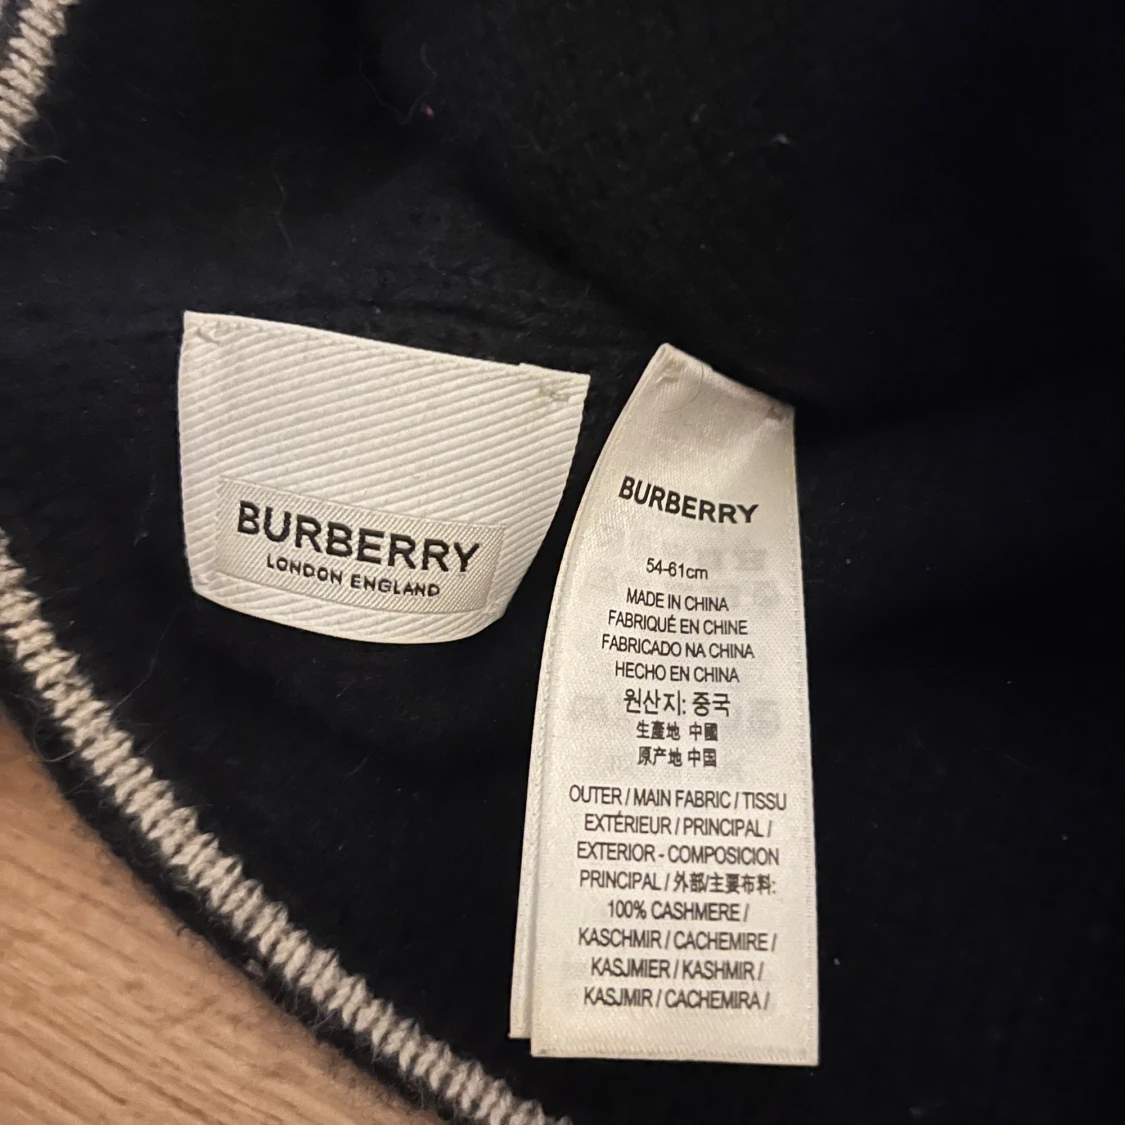 BURBERRY
LONDON ENGLAND
BURBERRY
54-61cm
MADE IN CHINA
FABRIQUÉ EN CHINE
FABRICADO NA CHINA
HECHO EN CHINA
원산지: 중국
生產地 中國
原产地 中国
OUTER / MAIN FABRIC / TISSU
EXTÉRIEUR / PRINCIPAL /
EXTERIOR - COMPOSICION
PRINCIPAL / 外部/主要布料:
100% CASHMERE /
KASCHMIR / CACHEMIRE /
KASJMIER / KASHMIR /
KASJMIR / CACHEMIRA /